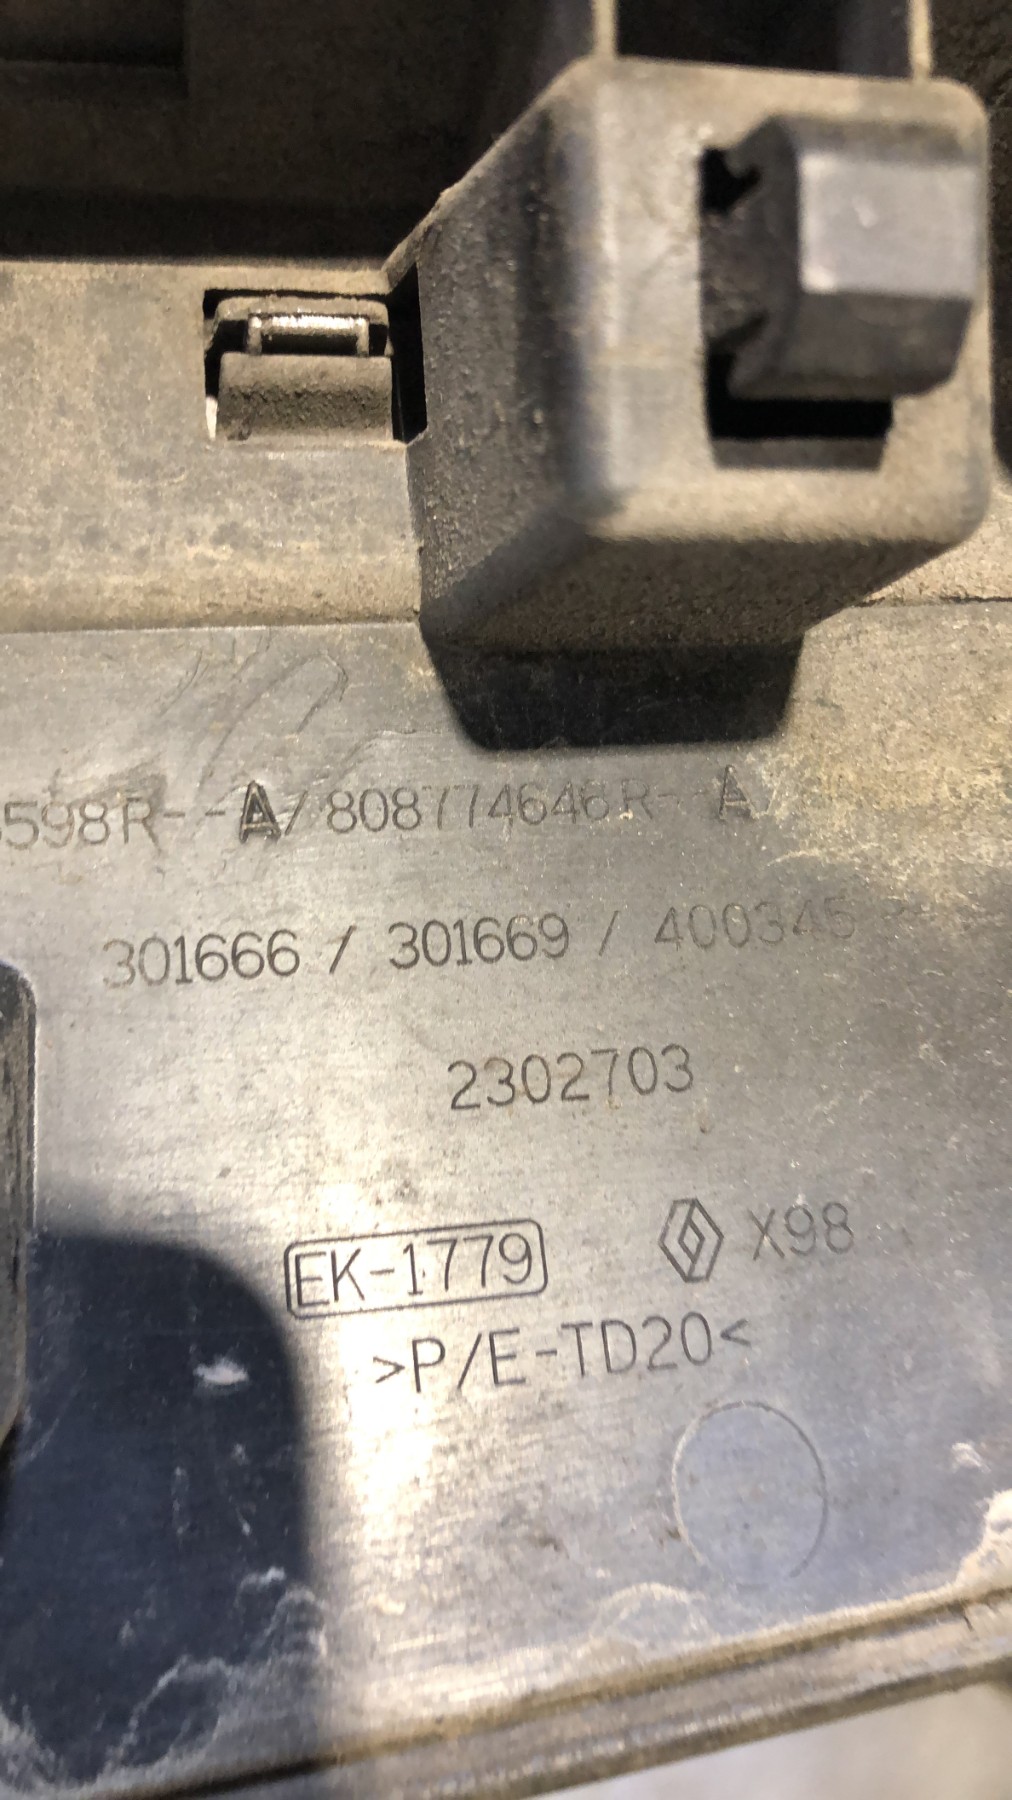 598R--A/808774646R--A
301666 / 301669 / 400345
2302703
EK-1779
X98
>P/E-TD20<